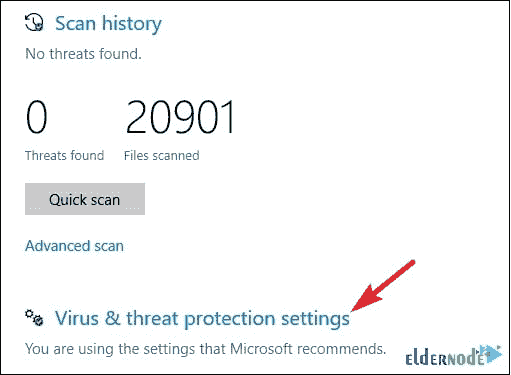 Scan history
No threats found.
0 20901
Threats found Files scanned
Quick scan
Advanced scan
Virus & threat protection settings
You are using the settings that Microsoft recommends.
ELDERNODE